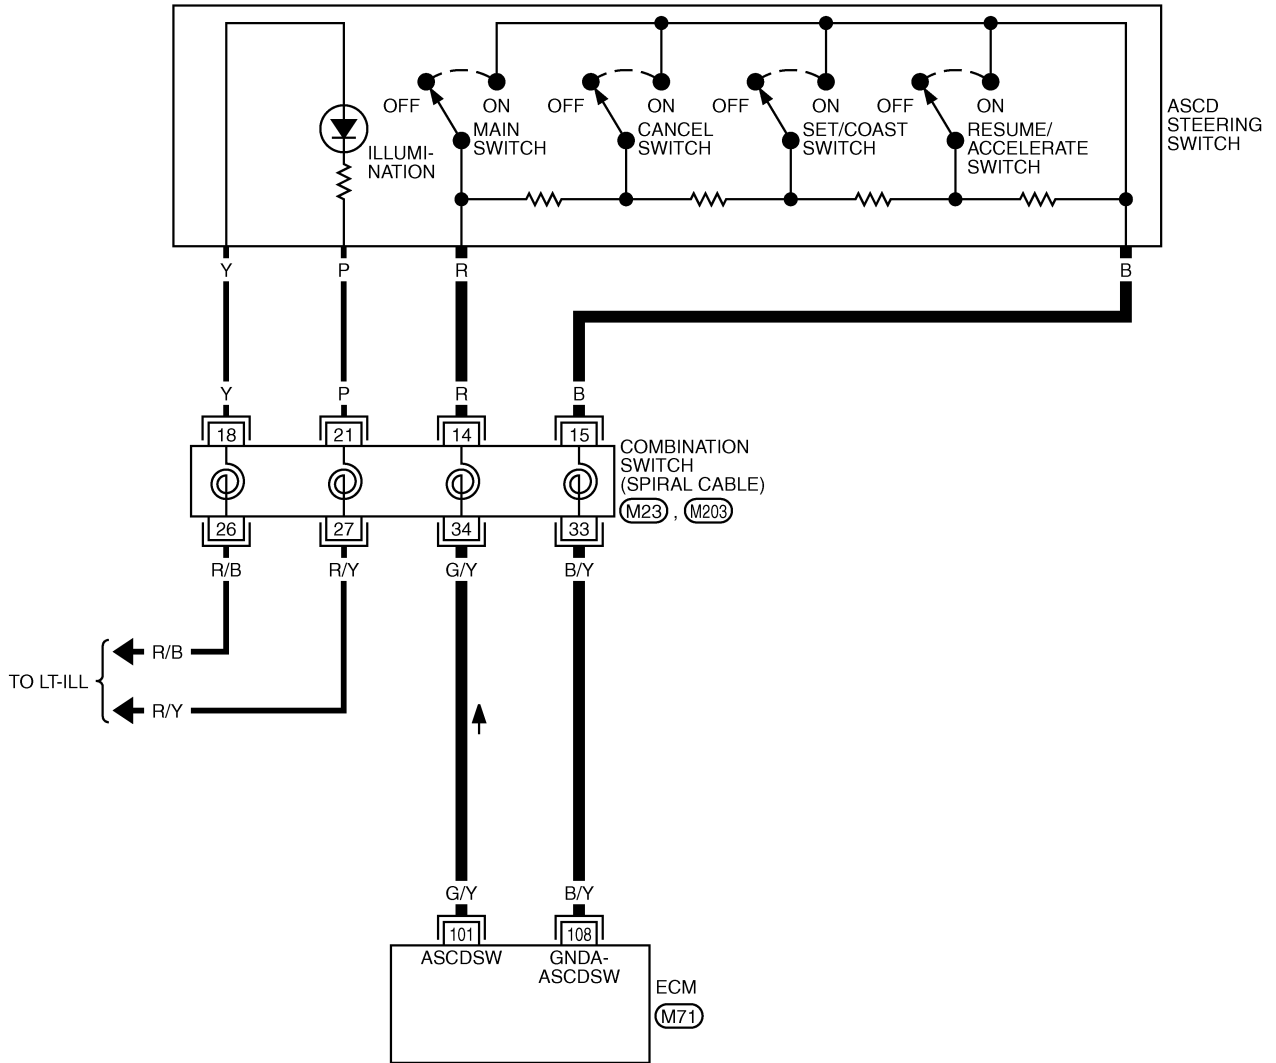 OFF
ON
MAIN
SWITCH
OFF
ON
CANCEL
SWITCH
OFF
ON
SET/COAST
SWITCH
OFF
ON
RESUME/
ACCELERATE
SWITCH
ASCD
STEERING
SWITCH
ILLUMI-
NATION
Y
P
R
B
Y
P
R
B
18
21
14
15
COMBINATION
SWITCH
(SPIRAL CABLE)
M23 , M203
26
27
34
33
R/B
R/Y
G/Y
B/Y
TO LT-ILL
R/B
R/Y
G/Y
B/Y
101
108
ASCDSW
GNDA-
ASCDSW
ECM
M71